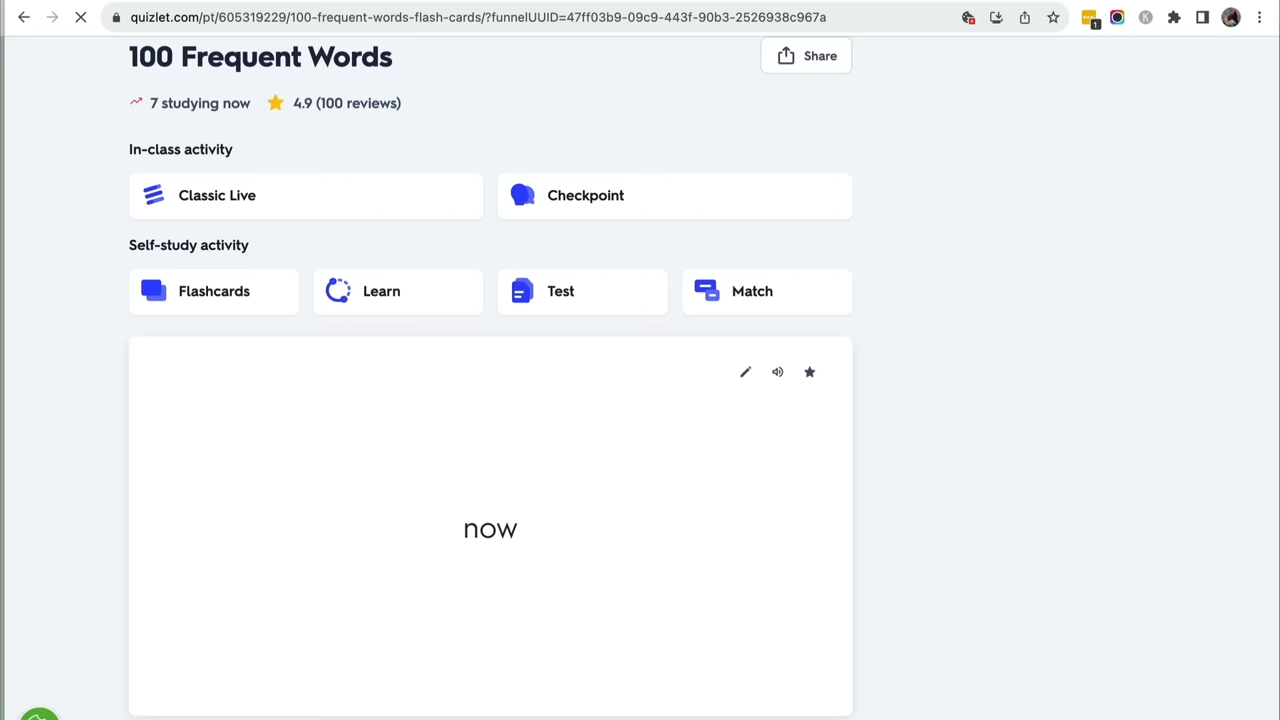 quizlet.com/pt/605319229/100-frequent-words-flash-cards/?funnelUUID=47ff03b9-09c9-443f-90b3-2526938c967a
1
100 Frequent Words
Share
7 studying now
4.9 (100 reviews)
In-class activity
Classic Live
Checkpoint
Self-study activity
Flashcards
Learn
Test
Match
now